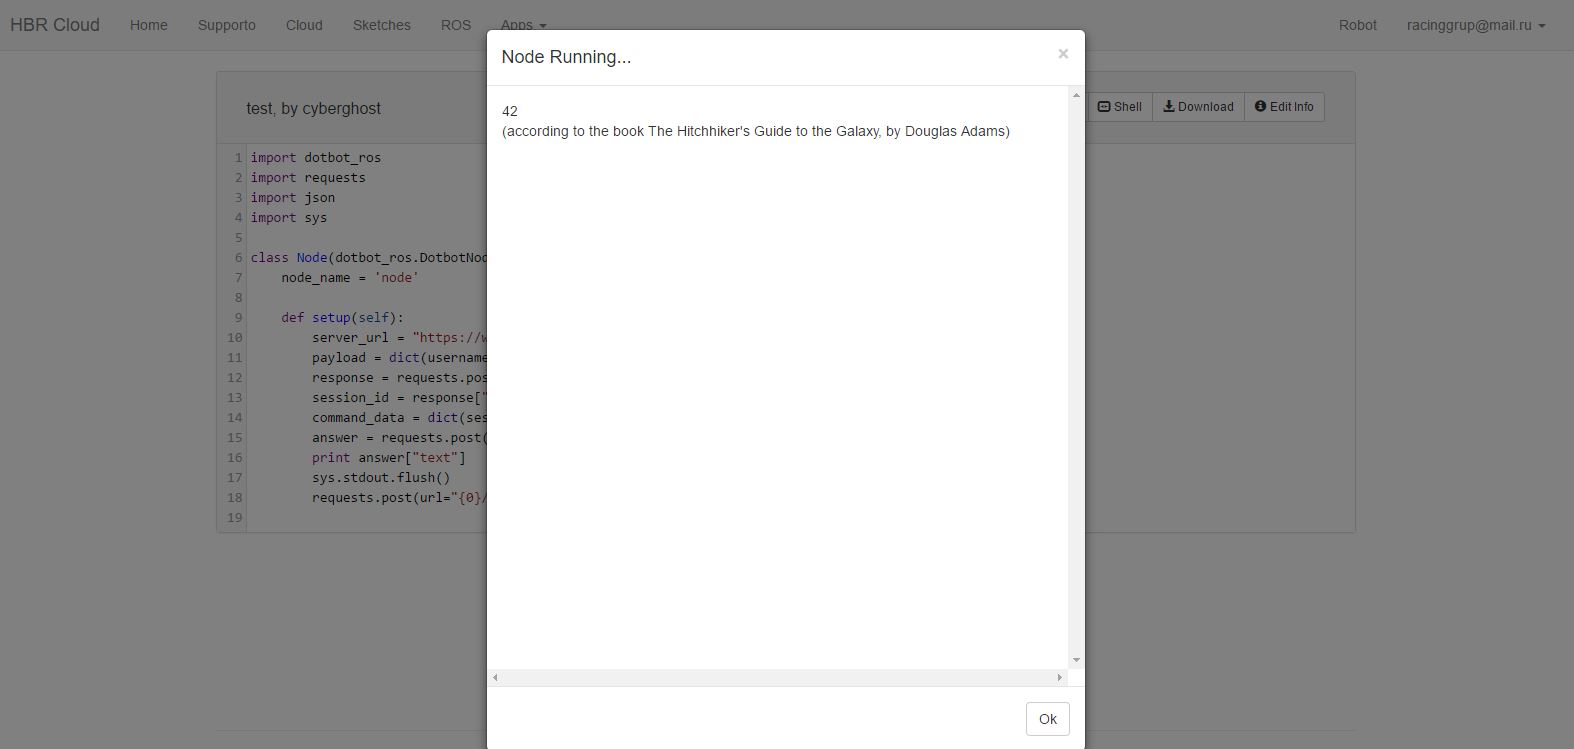 HBR Cloud Home Supporto Cloud Sketches ROS Apps Robot racinggrup@mail.ru
Node Running...
×
test, by cyberghost
Shell Download Edit Info
42
(according to the book The Hitchhiker's Guide to the Galaxy, by Douglas Adams)
1 import dotbot_ros
2 import requests
3 import json
4 import sys
5
6 class Node(dotbot_ros.DotbotNod
7 node_name = 'node'
8
9 def setup(self):
10 server_url = "https://w
11 payload = dict(username
12 response = requests.pos
13 session_id = response["
14 command_data = dict(ses
15 answer = requests.post(
16 print answer["text"]
17 sys.stdout.flush()
18 requests.post(url="{0}/
19
Ok